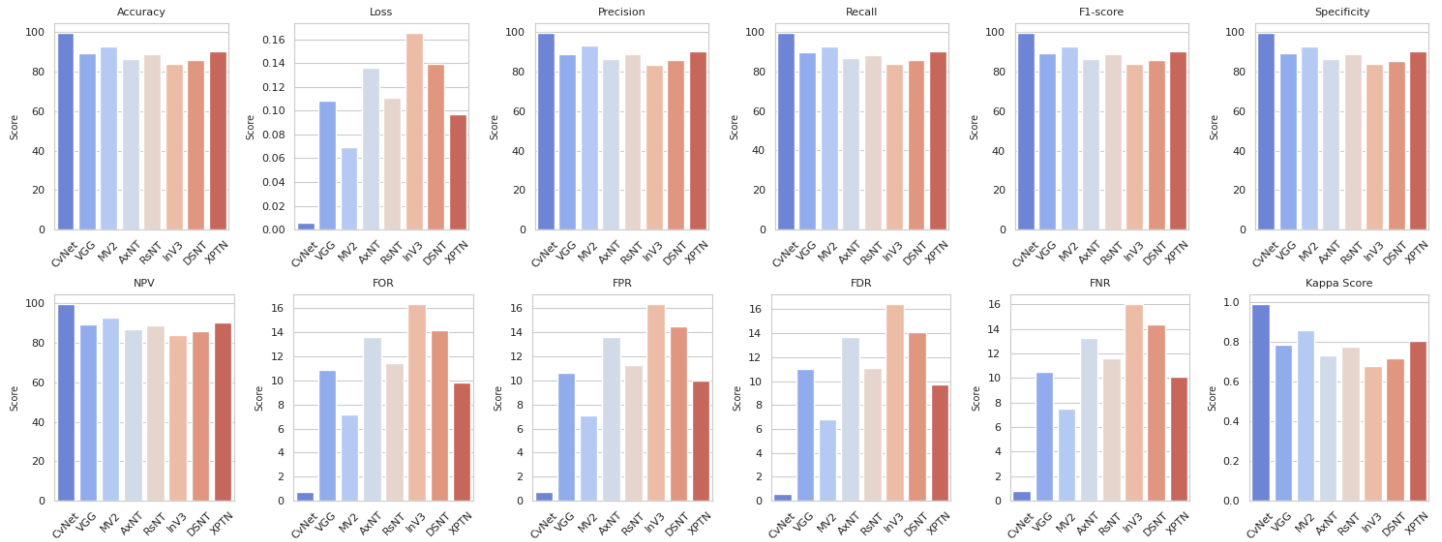 Accuracy
Score
100
80
60
40
20
0
CvNet VGG MV2 AxNT RsNT InV3 DSNT XPTN
Loss
Score
0.16
0.14
0.12
0.10
0.08
0.06
0.04
0.02
0.00
CvNet VGG MV2 AxNT RsNT InV3 DSNT XPTN
Precision
Score
100
80
60
40
20
0
CvNet VGG MV2 AxNT RsNT InV3 DSNT XPTN
Recall
Score
100
80
60
40
20
0
CvNet VGG MV2 AxNT RsNT InV3 DSNT XPTN
F1-score
Score
100
80
60
40
20
0
CvNet VGG MV2 AxNT RsNT InV3 DSNT XPTN
Specificity
Score
100
80
60
40
20
0
CvNet VGG MV2 AxNT RsNT InV3 DSNT XPTN
NPV
Score
100
80
60
40
20
0
CvNet VGG MV2 AxNT RsNT InV3 DSNT XPTN
FOR
Score
16
14
12
10
8
6
4
2
0
CvNet VGG MV2 AxNT RsNT InV3 DSNT XPTN
FPR
Score
16
14
12
10
8
6
4
2
0
CvNet VGG MV2 AxNT RsNT InV3 DSNT XPTN
FDR
Score
16
14
12
10
8
6
4
2
0
CvNet VGG MV2 AxNT RsNT InV3 DSNT XPTN
FNR
Score
16
14
12
10
8
6
4
2
0
CvNet VGG MV2 AxNT RsNT InV3 DSNT XPTN
Kappa Score
Score
1.0
0.8
0.6
0.4
0.2
0.0
CvNet VGG MV2 AxNT RsNT InV3 DSNT XPTN